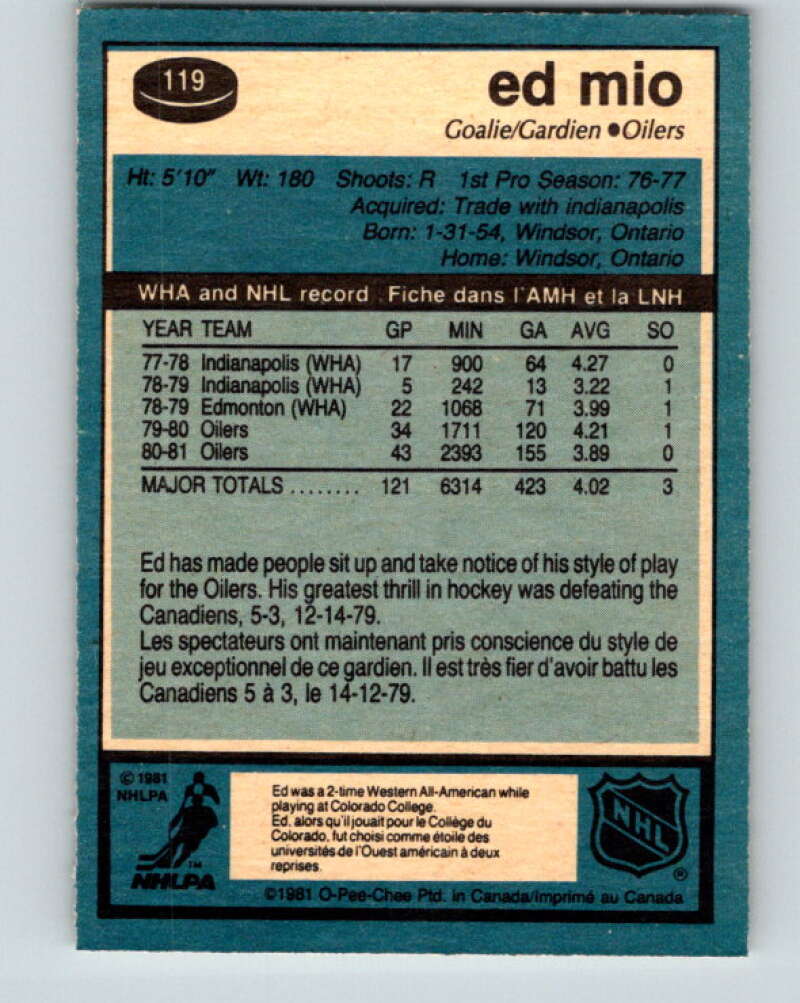 119
ed mio
Goalie/Gardien •Oilers
Ht: 5'10" Wt: 180 Shoots: R 1st Pro Season: 76-77
Acquired: Trade with indianapolis
Born: 1-31-54, Windsor, Ontario
Home: Windsor, Ontario
WHA and NHL record Fiche dans l'AMH et la LNH
YEAR TEAM GP MIN GA AVG SO
77-78 Indianapolis (WHA) 17 900 64 4.27 0
78-79 Indianapolis (WHA) 5 242 13 3.22 1
78-79 Edmonton (WHA) 22 1068 71 3.99 1
79-80 Oilers 34 1711 120 4.21 1
80-81 Oilers 43 2393 155 3.89 0
MAJOR TOTALS ........ 121 6314 423 4.02 3
Ed has made people sit up and take notice of his style of play
for the Oilers. His greatest thrill in hockey was defeating the
Canadiens, 5-3, 12-14-79.
Les spectateurs ont maintenant pris conscience du style de
jeu exceptionnel de ce gardien. Il est très fier d'avoir battu les
Canadiens 5 à 3, le 14-12-79.
© 1981
NHLPA
TM
NHLPA
Ed was a 2-time Western All-American while
playing at Colorado College.
Ed, alors qu'il jouait pour le Collège du
Colorado, fut choisi comme étoile des
universités de l'Ouest américain à deux
reprises.
NHL
®
©1981 O-Pee-Chee Ptd. in Canada/Imprimé au Canada